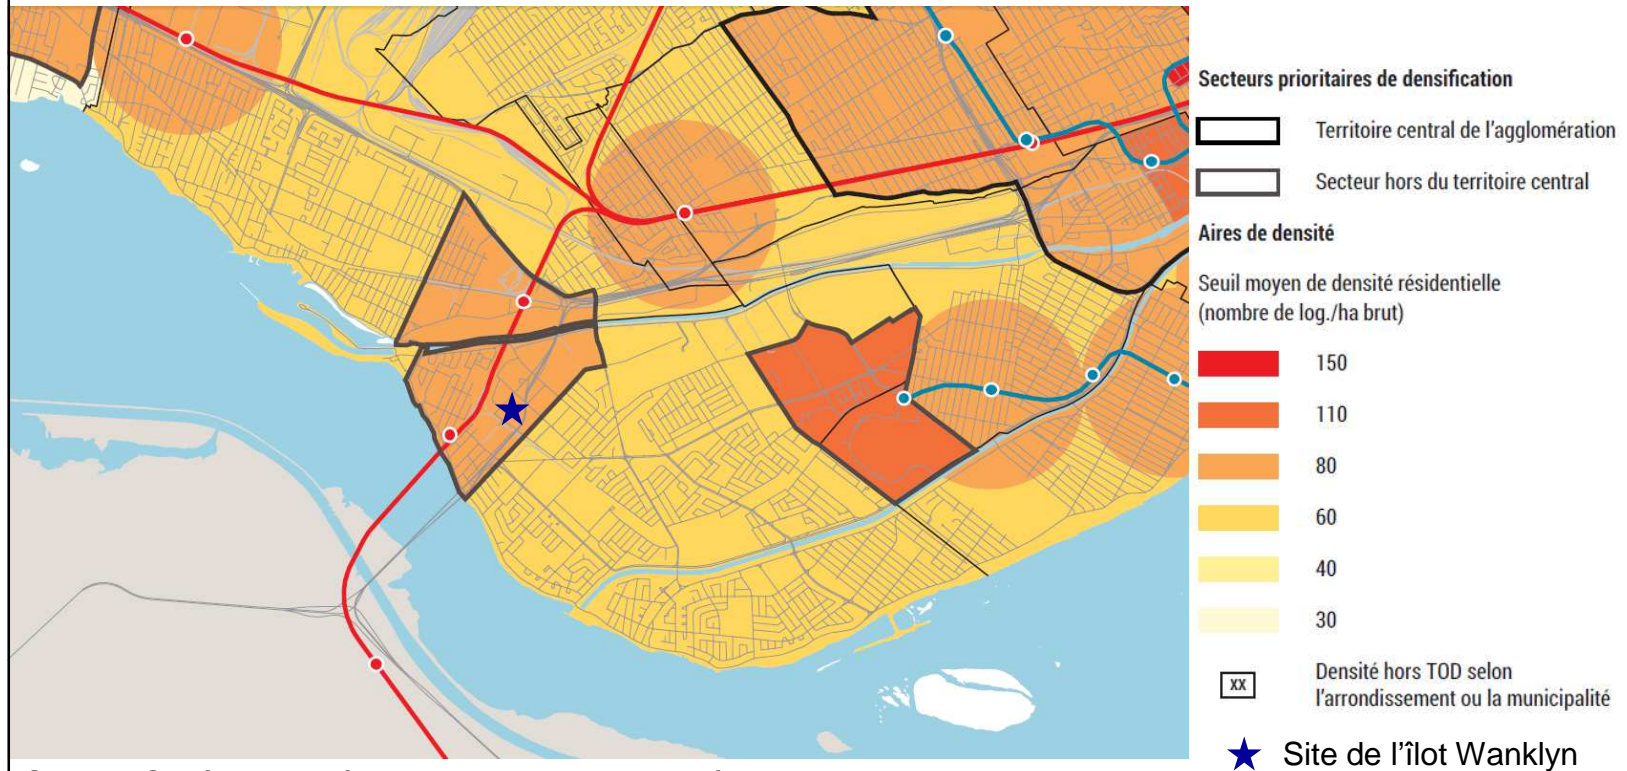 Secteurs prioritaires de densification
Territoire central de l'agglomération
Secteur hors du territoire central
Aires de densité
Seuil moyen de densité résidentielle
(nombre de log./ha brut)
150
110
80
60
40
30
XX
Densité hors TOD selon
l'arrondissement ou la municipalité
Site de l'îlot Wanklyn